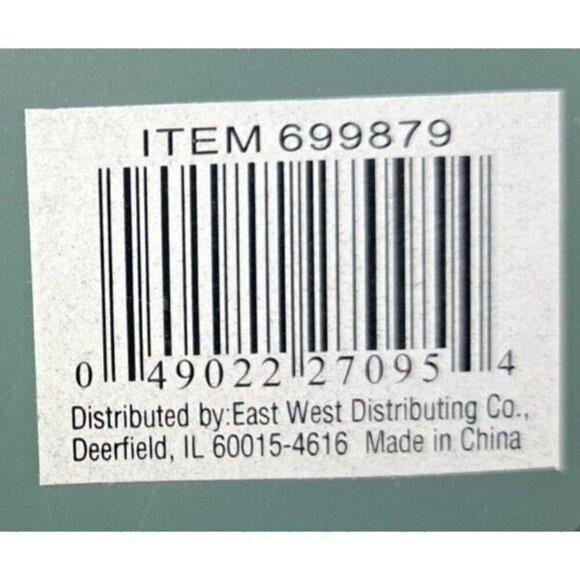 ITEM 699879
0 49022 27095 4
Distributed by:East West Distributing Co.,
Deerfield, IL 60015-4616 Made in China